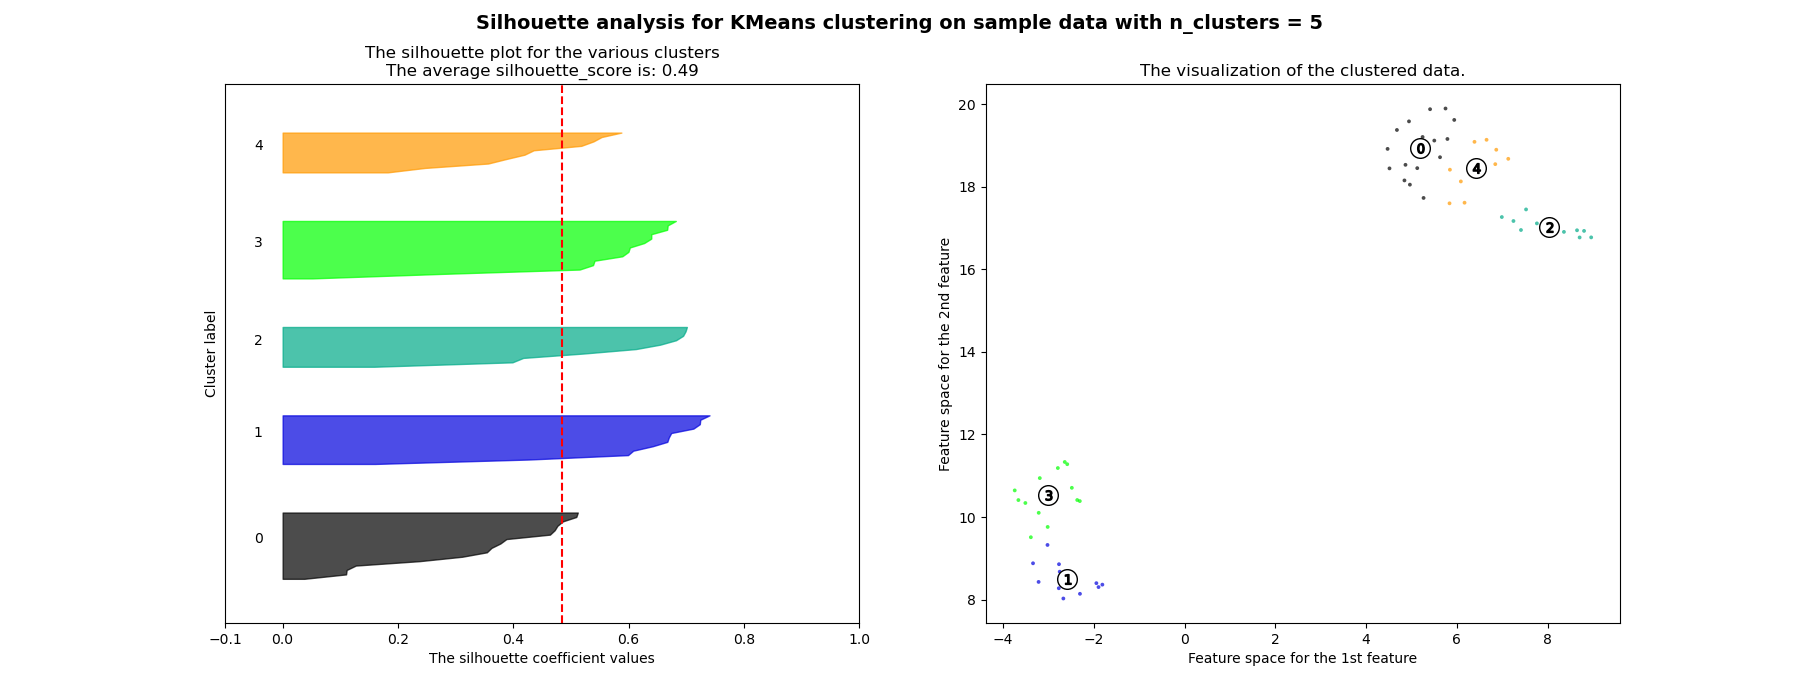 Silhouette analysis for KMeans clustering on sample data with n_clusters = 5
The silhouette plot for the various clusters
The average silhouette_score is: 0.49
4
3
2
1
0
Cluster label
−0.1 0.0 0.2 0.4 0.6 0.8 1.0
The silhouette coefficient values
The visualization of the clustered data.
20
18
16
14
12
10
8
Feature space for the 2nd feature
0
4
2
3
1
−4 −2 0 2 4 6 8
Feature space for the 1st feature